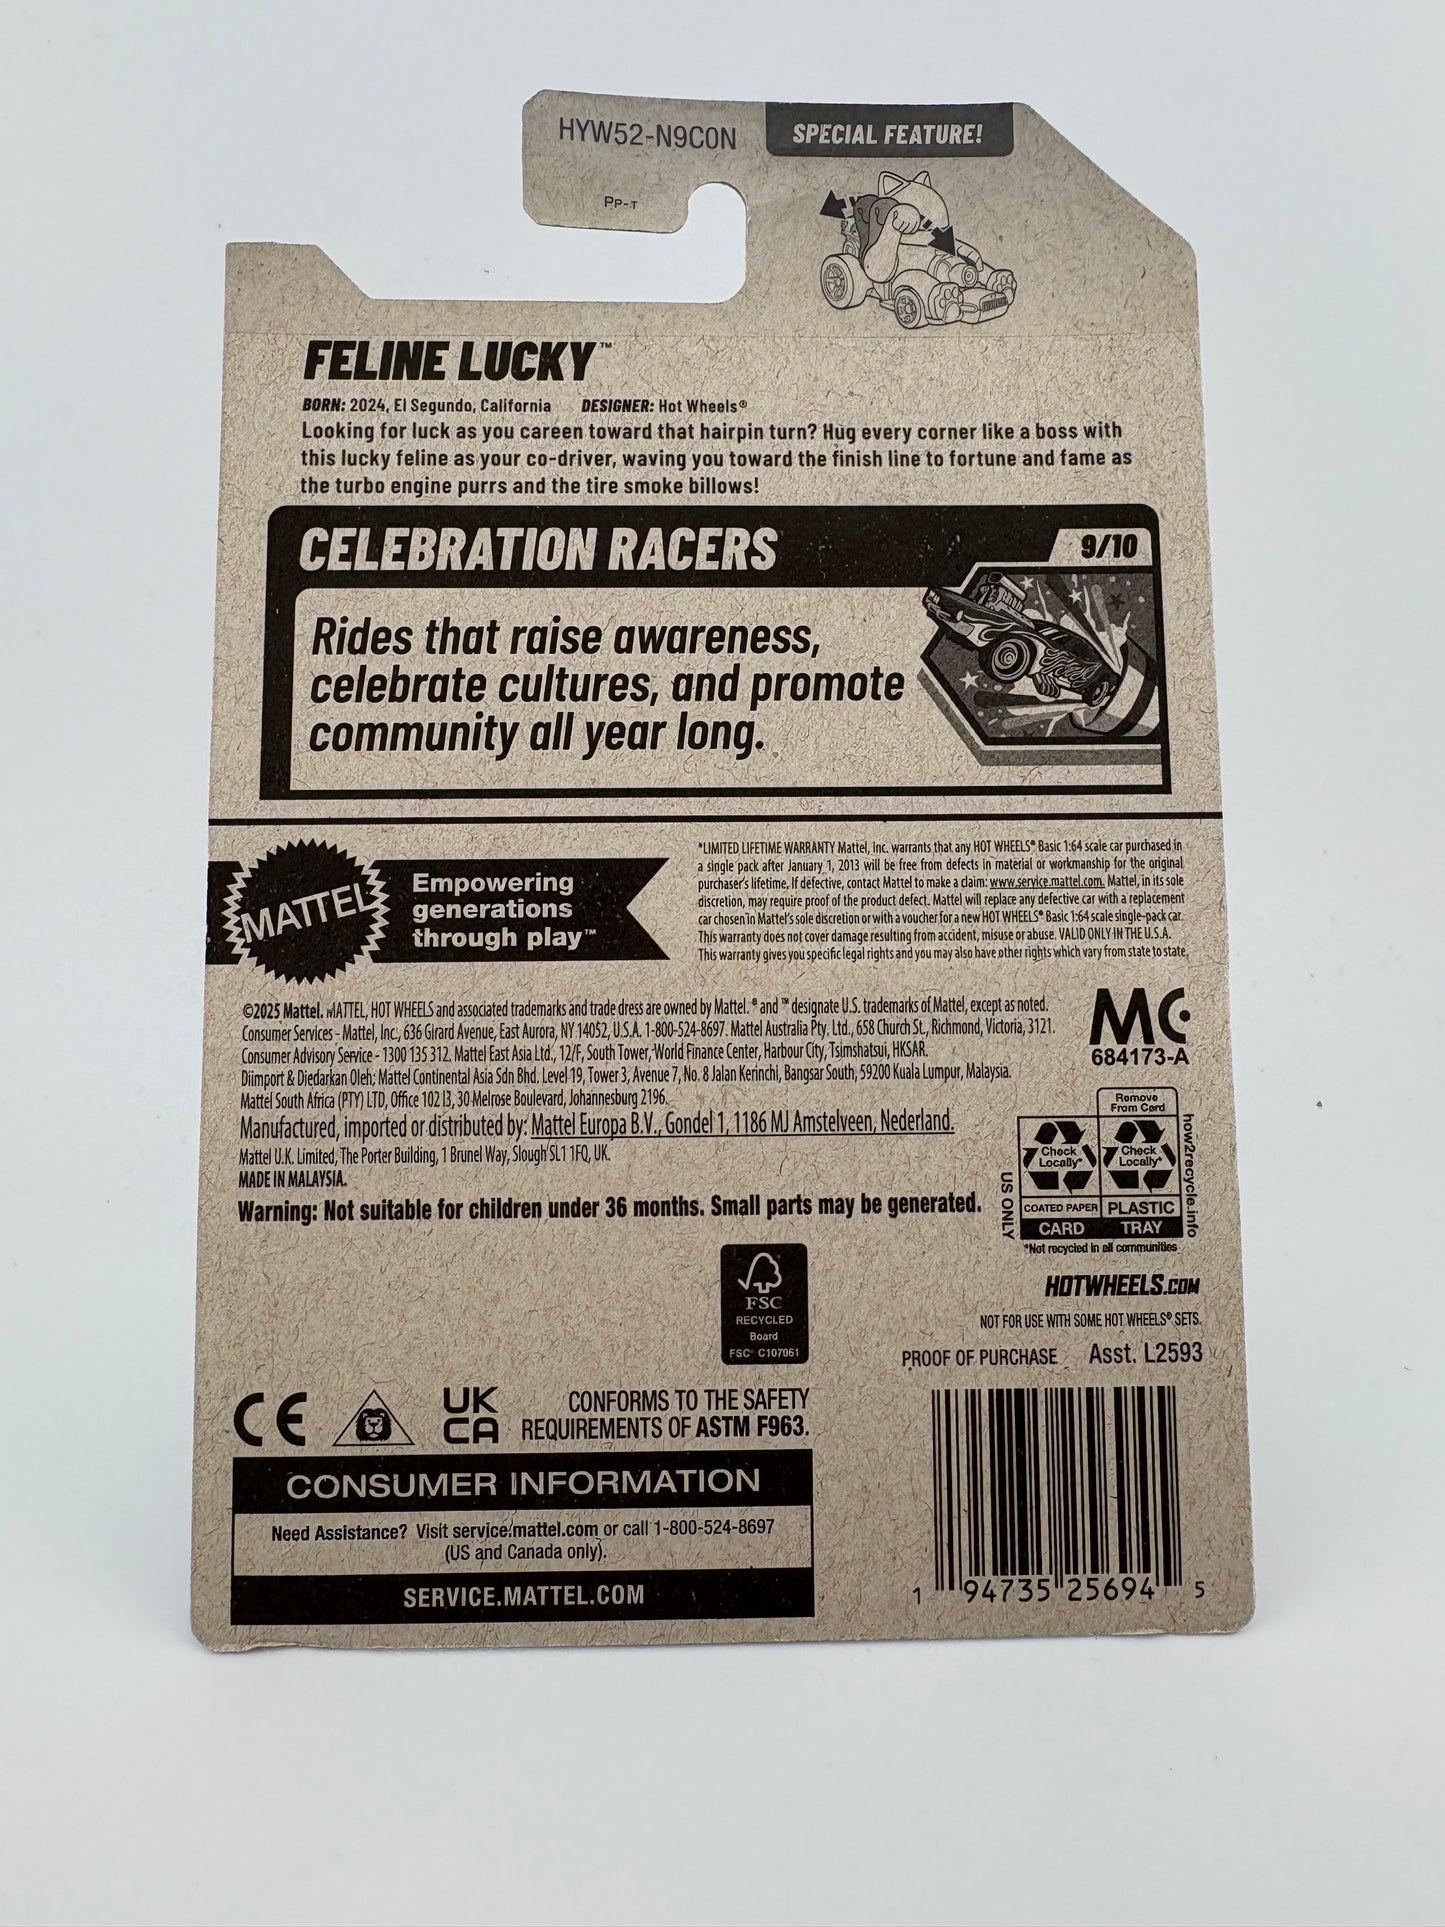 HYW52-N9C0N
SPECIAL FEATURE!
PP-T
FELINE LUCKY™
BORN: 2024, El Segundo, California DESIGNER: Hot Wheels®
Looking for luck as you careen toward that hairpin turn? Hug every corner like a boss with
this lucky feline as your co-driver, waving you toward the finish line to fortune and fame as
the turbo engine purrs and the tire smoke billows!
CELEBRATION RACERS
9/10
Rides that raise awareness,
celebrate cultures, and promote
community all year long.
MATTEL
Empowering
generations
through play™
*LIMITED LIFETIME WARRANTY Mattel, Inc. warrants that any HOT WHEELS® Basic 1:64 scale car purchased in
a single pack after January 1, 2013 will be free from defects in material or workmanship for the original
purchaser's lifetime. If defective, contact Mattel to make a claim: www.service.mattel.com. Mattel, in its sole
discretion, may require proof of the product defect. Mattel will replace any defective car with a replacement
car chosen in Mattel's sole discretion or with a voucher for a new HOT WHEELS® Basic 1:64 scale single-pack car.
This warranty does not cover damage resulting from accident, misuse or abuse. VALID ONLY IN THE U.S.A.
This warranty gives you specific legal rights and you may also have other rights which vary from state to state.
©2025 Mattel. MATTEL, HOT WHEELS and associated trademarks and trade dress are owned by Mattel. ® and ™ designate U.S. trademarks of Mattel, except as noted.
Consumer Services - Mattel, Inc., 636 Girard Avenue, East Aurora, NY 14052, U.S.A. 1-800-524-8697. Mattel Australia Pty. Ltd., 658 Church St., Richmond, Victoria, 3121.
Consumer Advisory Service - 1300 135 312. Mattel East Asia Ltd., 12/F, South Tower, World Finance Center, Harbour City, Tsimshatsui, HKSAR.
Diimport & Diedarkan Oleh: Mattel Continental Asia Sdn Bhd. Level 19, Tower 3, Avenue 7, No. 8 Jalan Kerinchi, Bangsar South, 59200 Kuala Lumpur, Malaysia.
Mattel South Africa (PTY) LTD, Office 102 I3, 30 Melrose Boulevard, Johannesburg 2196.
Manufactured, imported or distributed by: Mattel Europa B.V., Gondel 1, 1186 MJ Amstelveen, Nederland.
Mattel U.K. Limited, The Porter Building, 1 Brunel Way, Slough SL1 1FQ, UK.
MADE IN MALAYSIA.
Warning: Not suitable for children under 36 months. Small parts may be generated.
MC
684173-A
Remove
From Card
Check
Locally*
Check
Locally*
COATED PAPER
PLASTIC
CARD
TRAY
US ONLY
how2recycle.info
*Not recycled in all communities
FSC
RECYCLED
Board
FSC® C107061
HOTWHEELS.COM
NOT FOR USE WITH SOME HOT WHEELS® SETS.
PROOF OF PURCHASE Asst. L2593
CE
UK
CA
CONFORMS TO THE SAFETY
REQUIREMENTS OF ASTM F963.
CONSUMER INFORMATION
Need Assistance? Visit service.mattel.com or call 1-800-524-8697
(US and Canada only).
SERVICE.MATTEL.COM
1 94735 25694 5